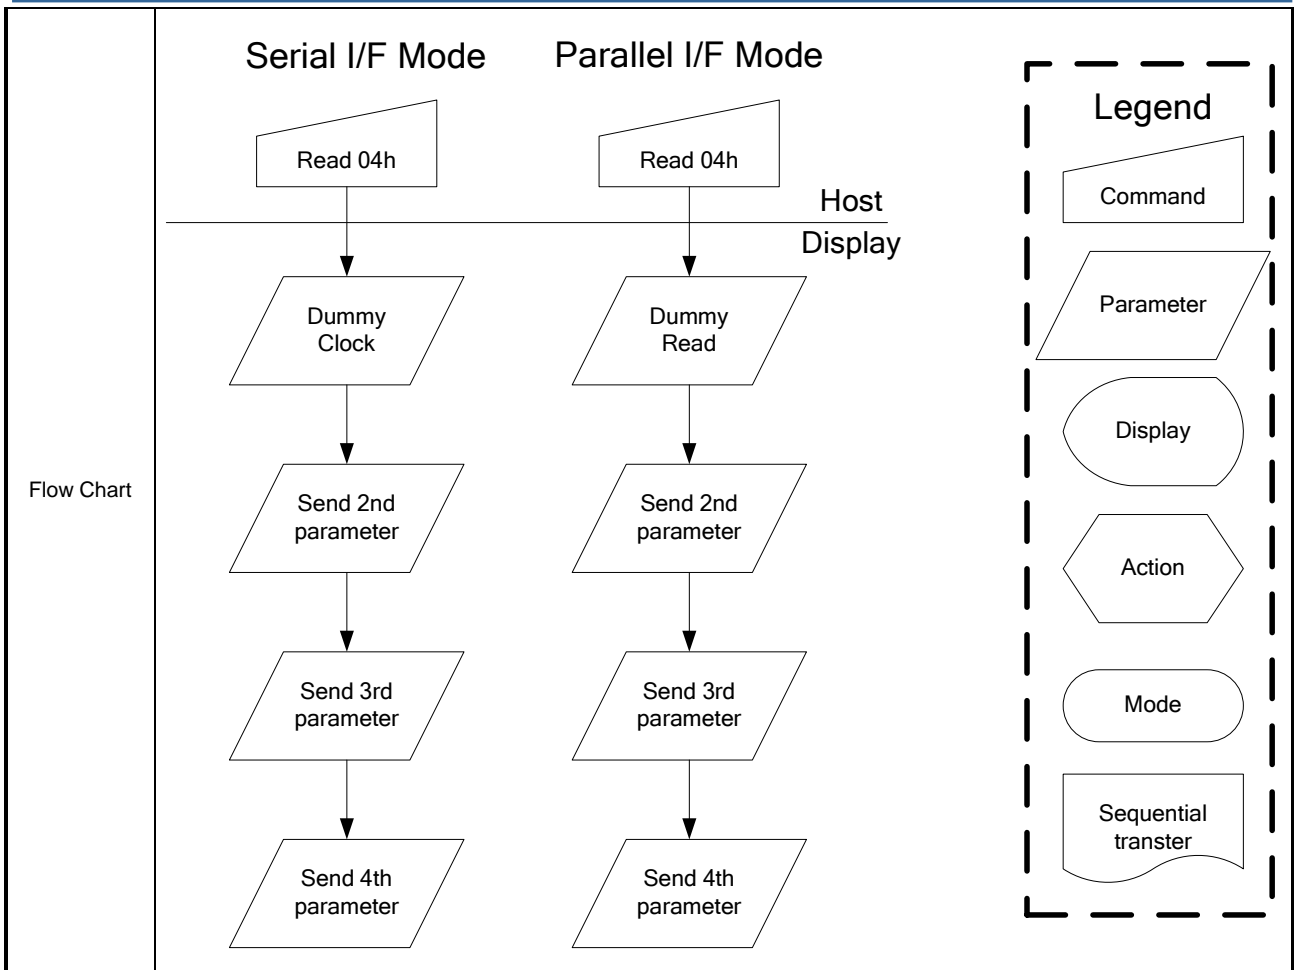 Flow Chart
Serial I/F Mode
Read 04h
Dummy
Clock
Send 2nd
parameter
Send 3rd
parameter
Send 4th
parameter
Parallel I/F Mode
Read 04h
Dummy
Read
Send 2nd
parameter
Send 3rd
parameter
Send 4th
parameter
Host
Display
Legend
Command
Parameter
Display
Action
Mode
Sequential
transter